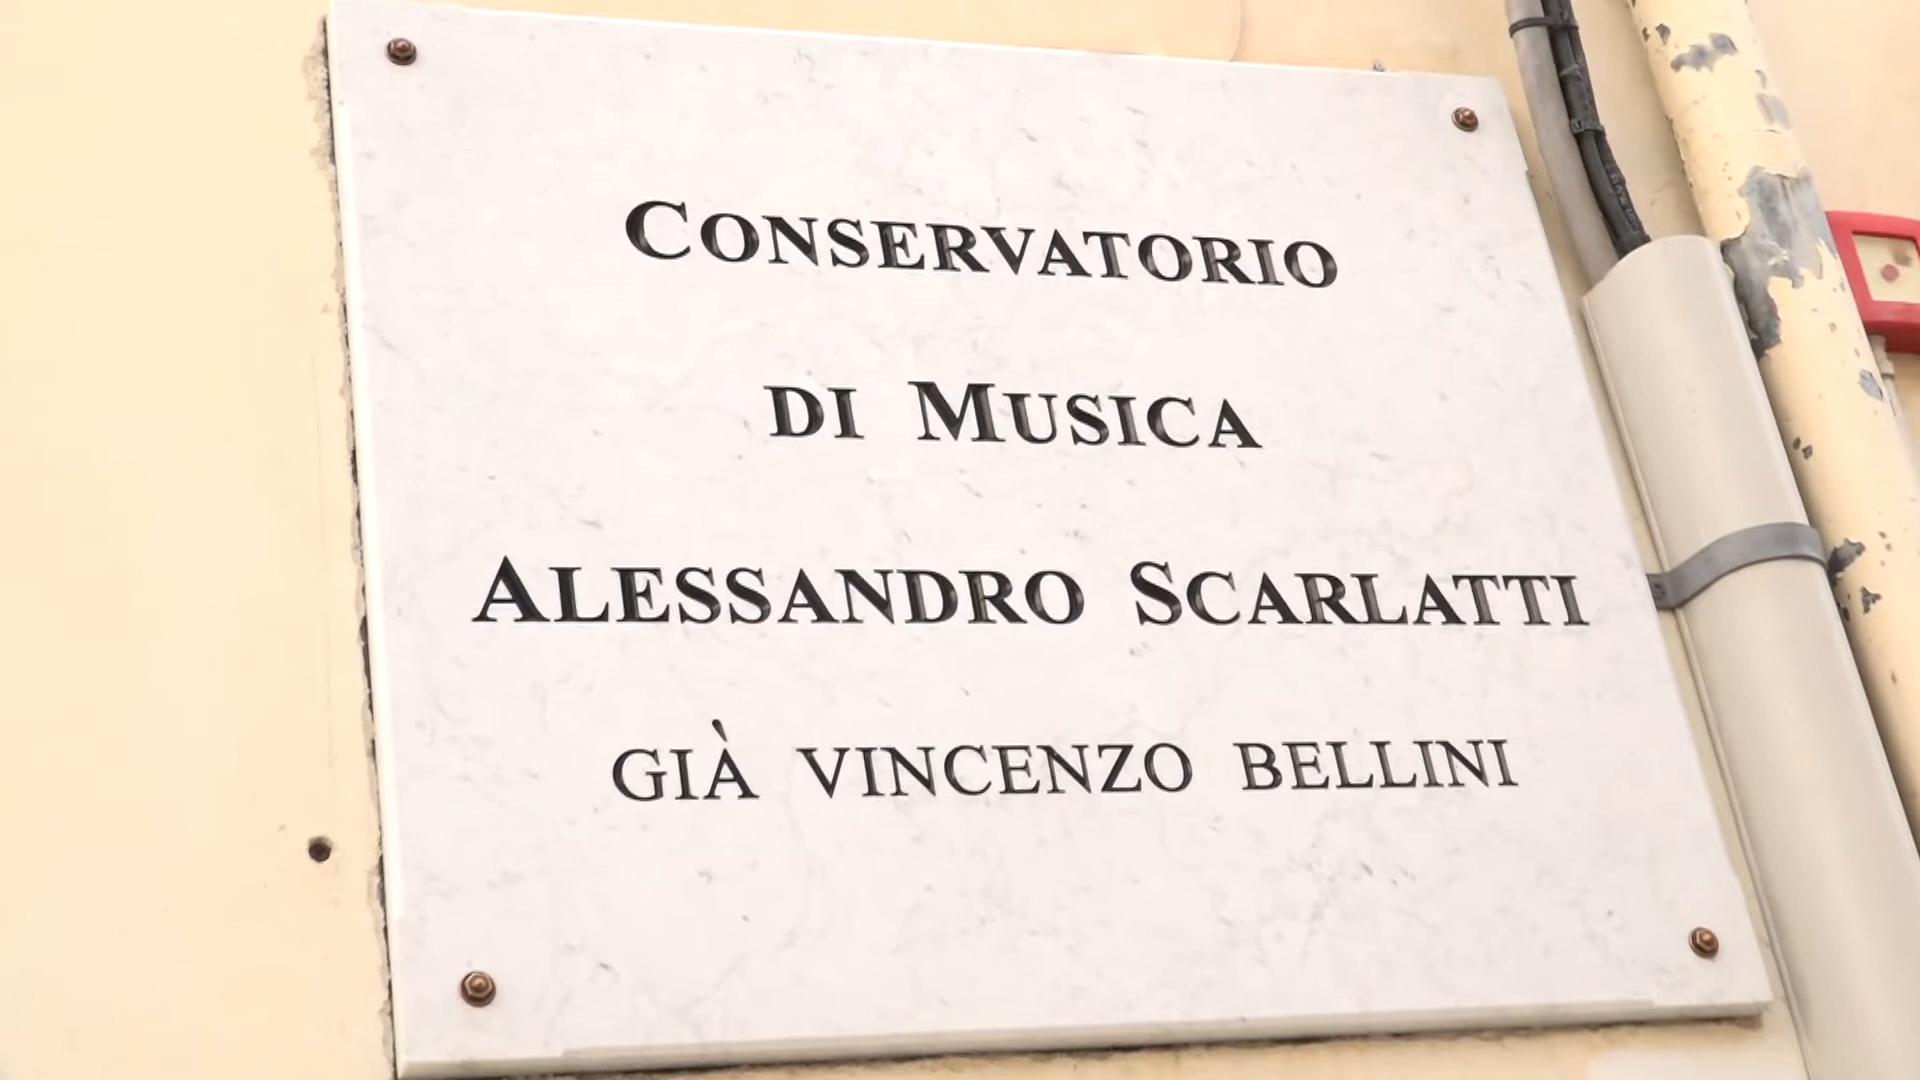 CONSERVATORIO
DI MUSICA
ALESSANDRO SCARLATTI
GIÀ VINCENZO BELLINI